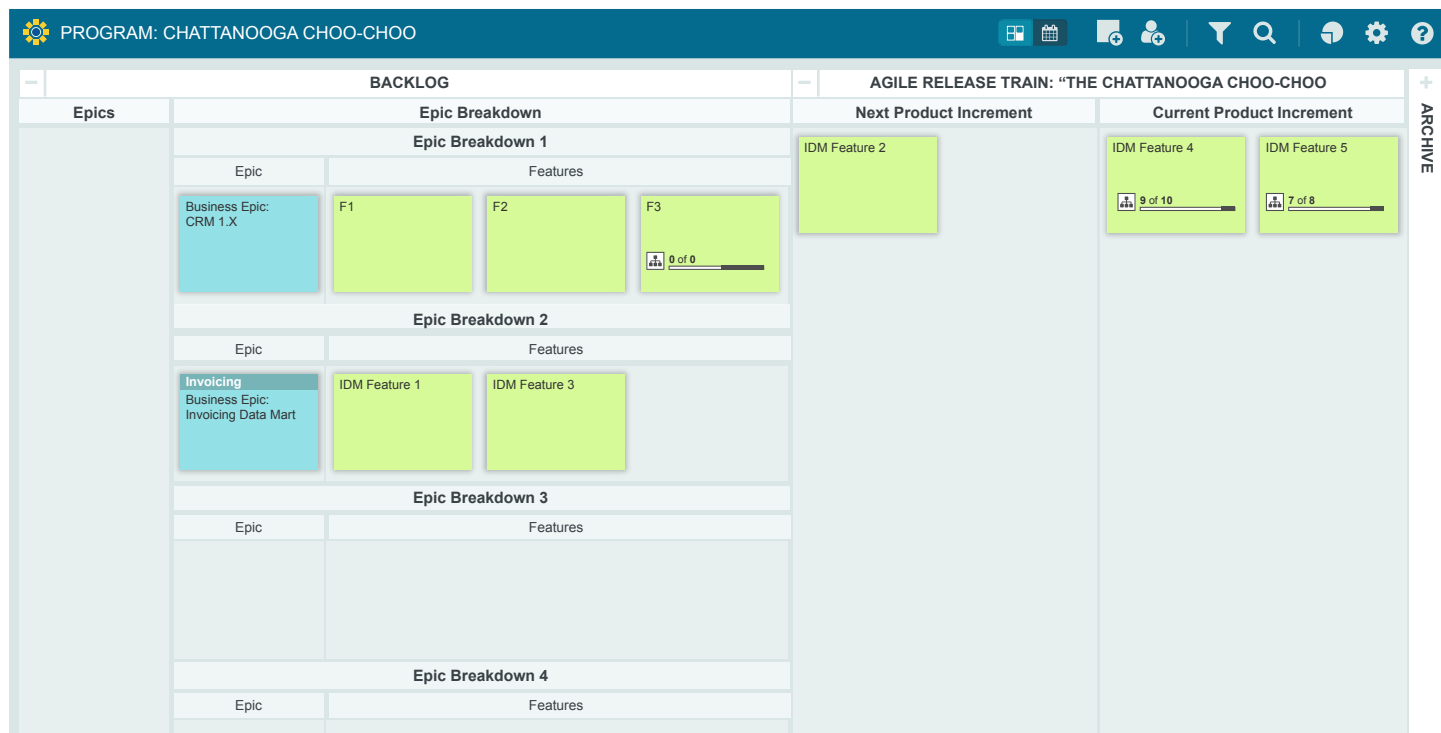 PROGRAM: CHATTANOOGA CHOO-CHOO
BACKLOG
AGILE RELEASE TRAIN: “THE CHATTANOOGA CHOO-CHOO
ARCHIVE
Epics
Epic Breakdown
Next Product Increment
Current Product Increment
Epic Breakdown 1
Epic
Features
Business Epic:
CRM 1.X
F1
F2
F3
0 of 0
IDM Feature 2
IDM Feature 4
9 of 10
IDM Feature 5
7 of 8
Epic Breakdown 2
Epic
Features
Invoicing
Business Epic:
Invoicing Data Mart
IDM Feature 1
IDM Feature 3
Epic Breakdown 3
Epic
Features
Epic Breakdown 4
Epic
Features